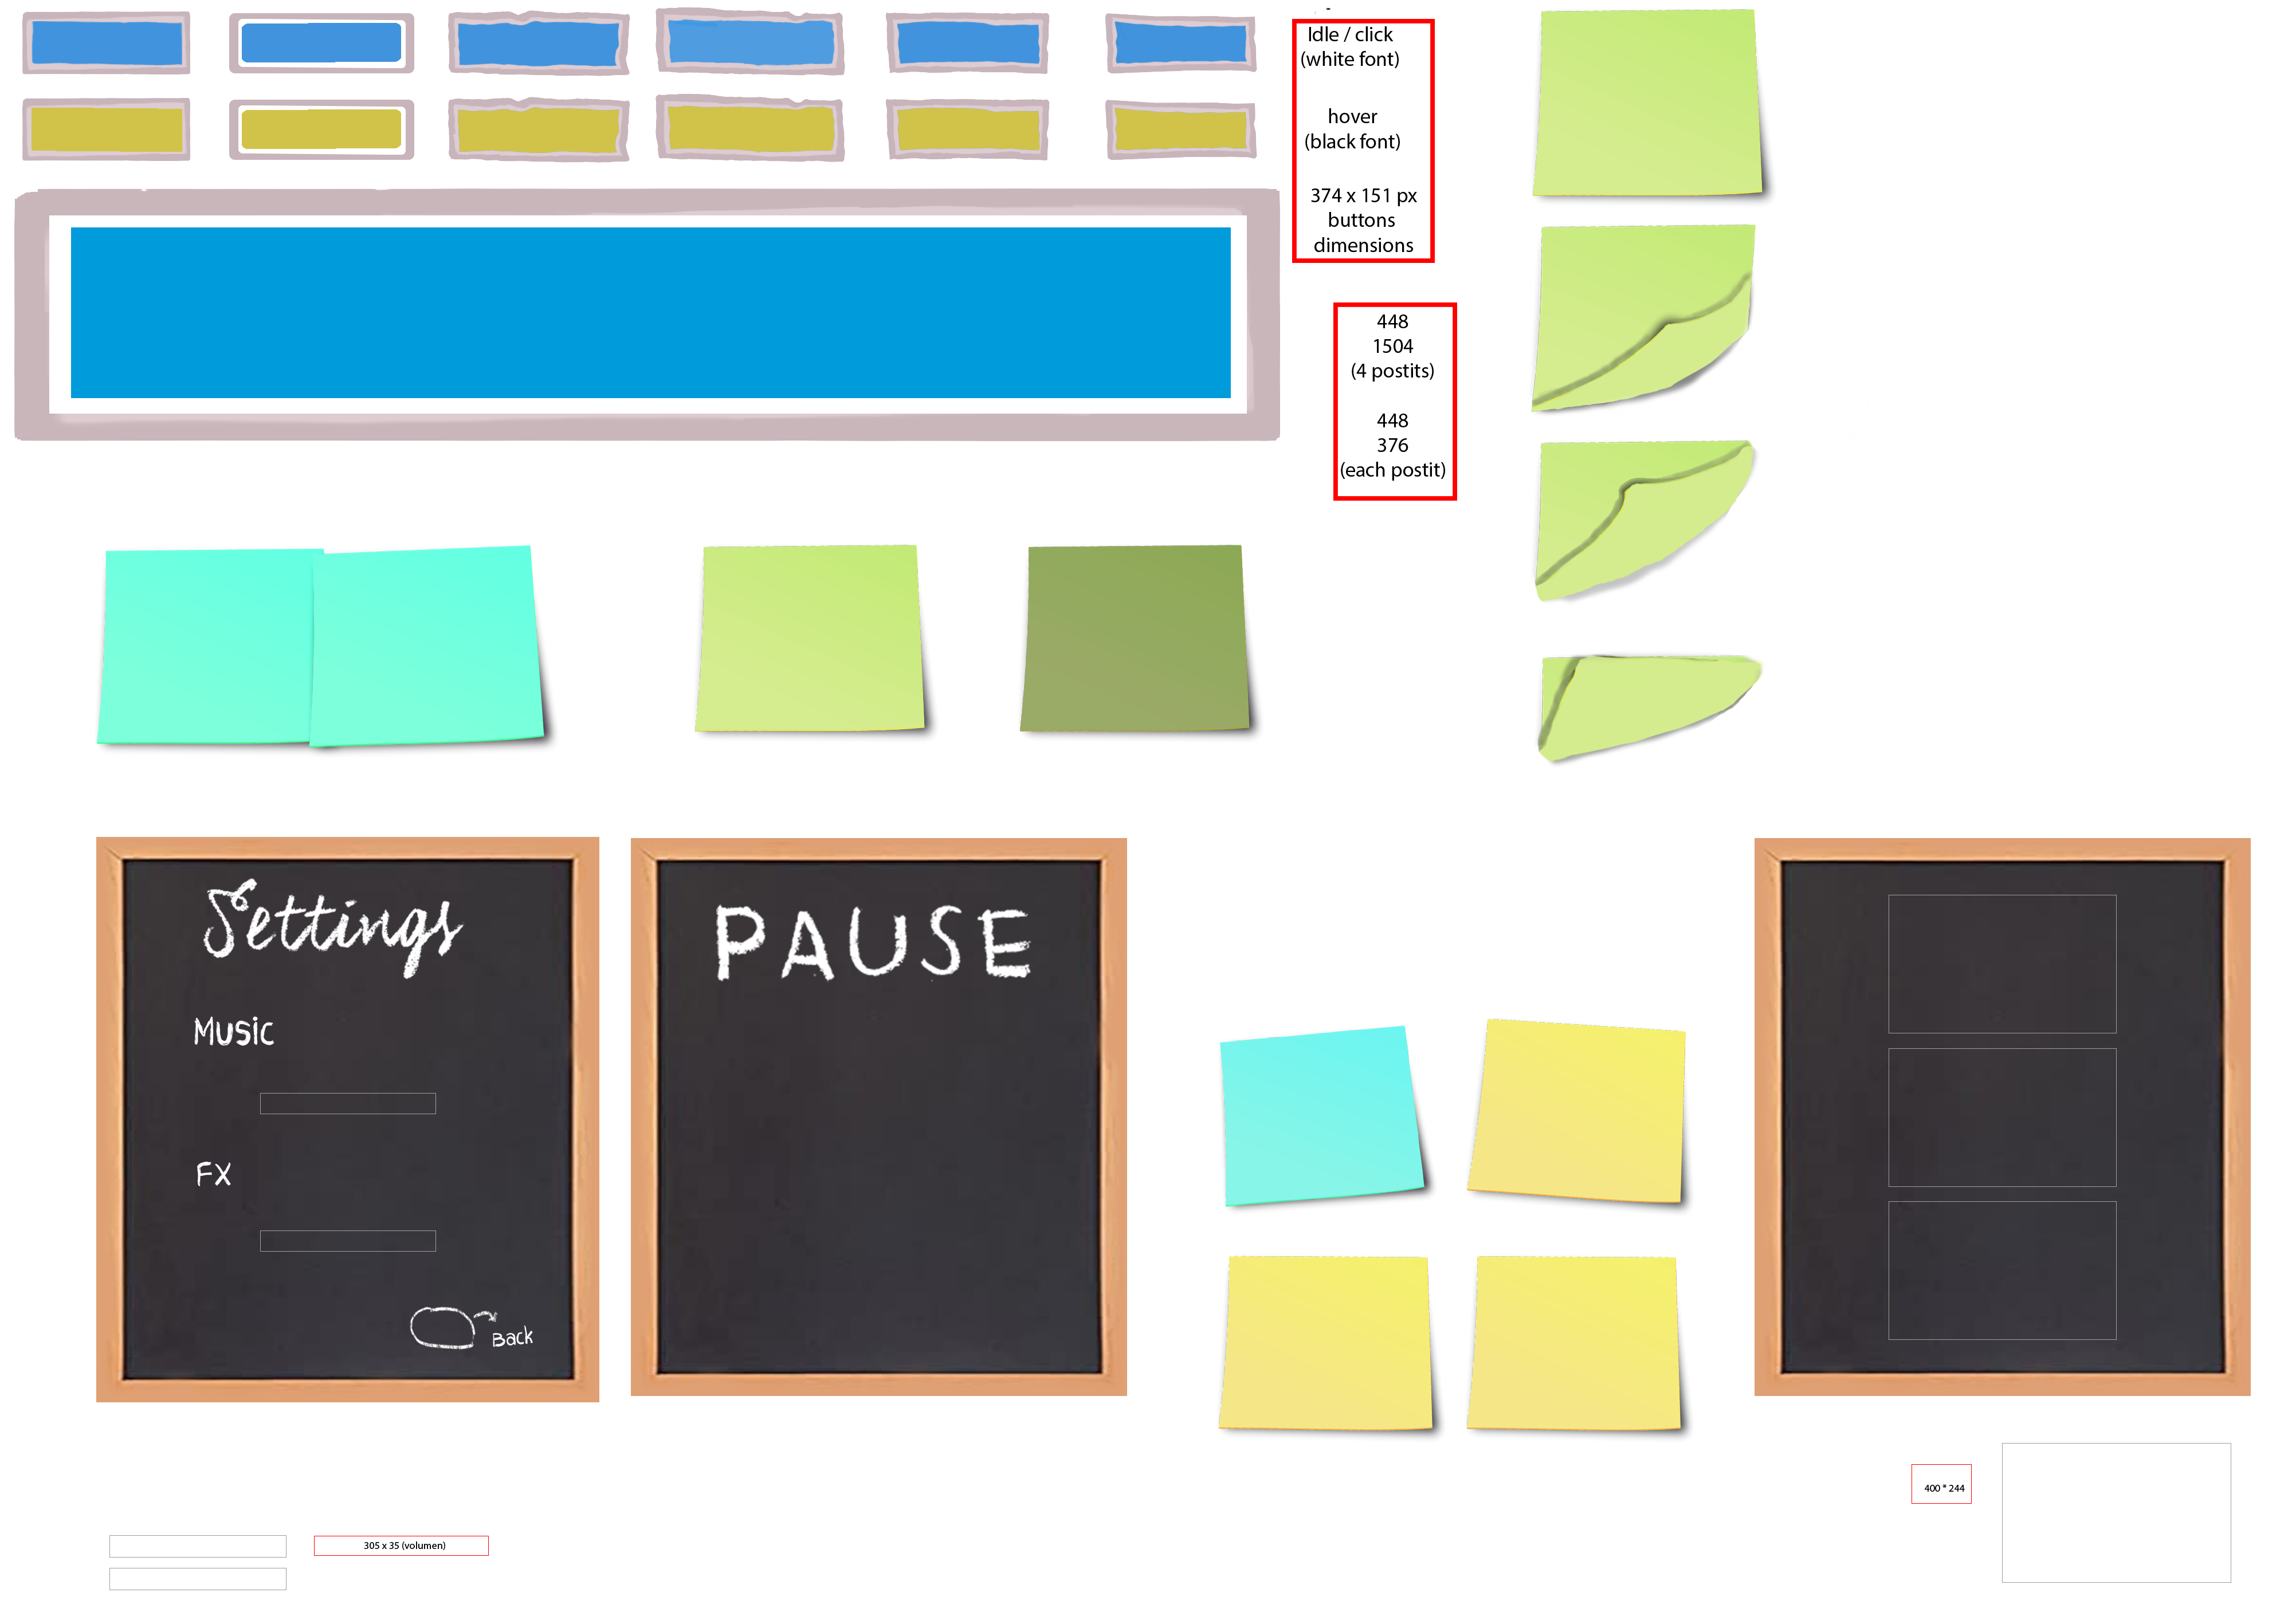 Idle / click
(white font)
hover
(black font)
374 x 151 px
buttons
dimensions
448
1504
(4 postits)
448
376
(each postit)
Settings
Music
FX
Back
PAUSE
400 * 244
305 x 35 (volumen)